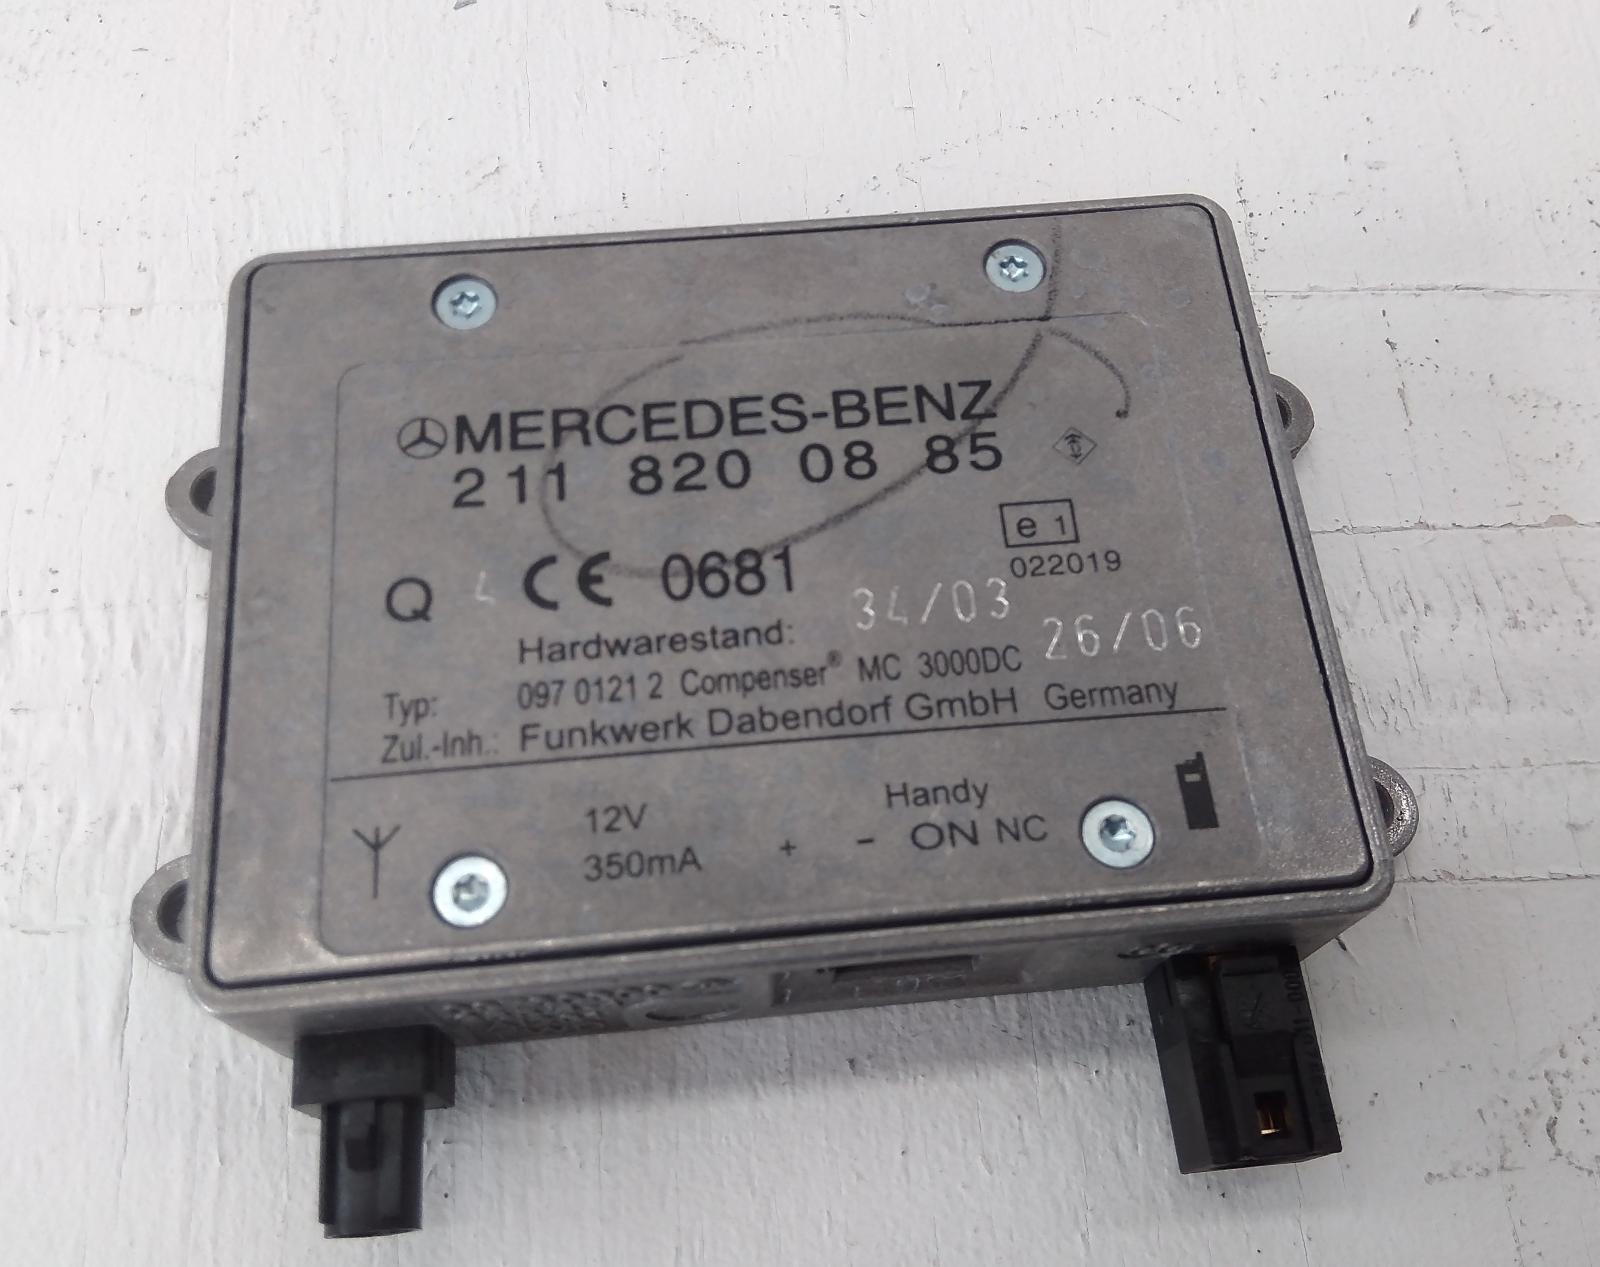 MERCEDES-BENZ
211 820 08 85
e 1
022019
Q 4 CE 0681
Hardwarestand: 34/03
Typ: 097 0121 2 Compenser® MC 3000DC 26/06
Zul.-Inh.: Funkwerk Dabendorf GmbH Germany
12V
350mA
+ -
Handy
ON NC